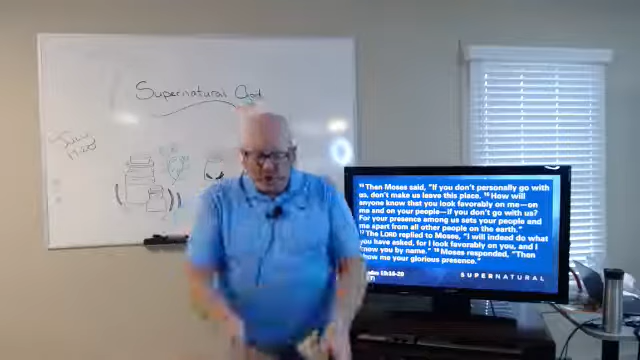 Supernatural God
15 Then Moses said, "If you don't personally go with
us, don't make us leave this place. 16 How will
anyone know that you look favorably on me—on
me and on your people—if you don't go with us?
For your presence among us sets your people and
me apart from all other people on the earth."
17 The LORD replied to Moses, "I will indeed do what
you have asked, for I look favorably on you, and I
know you by name." 18 Moses responded, "Then
show me your glorious presence."
SUPERNATURAL